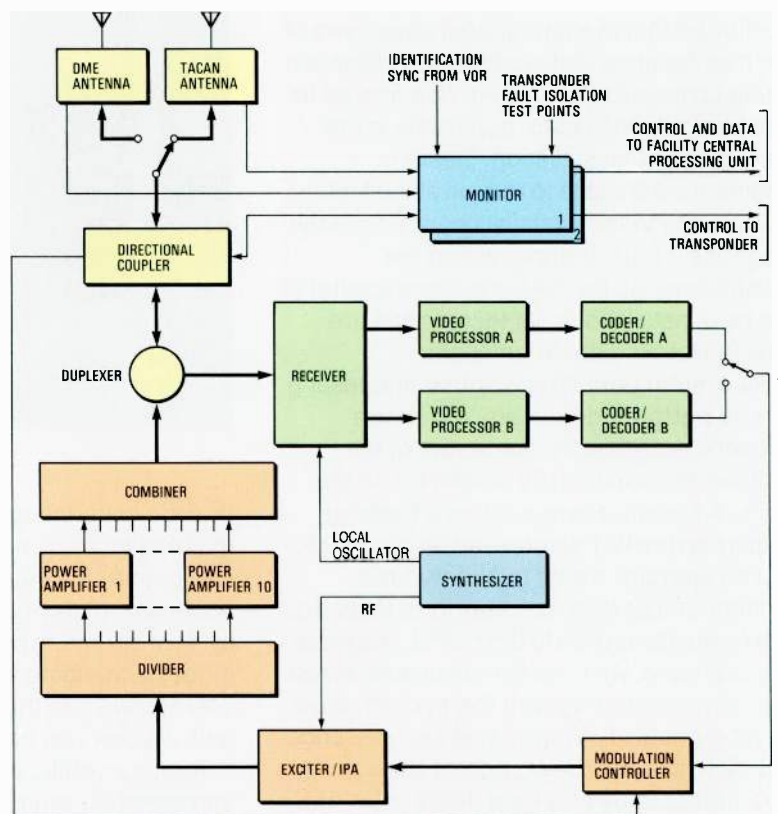 DME
ANTENNA
TACAN
ANTENNA
IDENTIFICATION
SYNC FROM VOR
TRANSPONDER
FAULT ISOLATION
TEST POINTS
CONTROL AND DATA
TO FACILITY CENTRAL
PROCESSING UNIT
MONITOR
1
2
CONTROL TO
TRANSPONDER
DIRECTIONAL
COUPLER
DUPLEXER
RECEIVER
VIDEO
PROCESSOR A
CODER/
DECODER A
VIDEO
PROCESSOR B
CODER/
DECODER B
COMBINER
LOCAL
OSCILLATOR
POWER
AMPLIFIER 1
POWER
AMPLIFIER 10
SYNTHESIZER
RF
DIVIDER
EXCITER/IPA
MODULATION
CONTROLLER